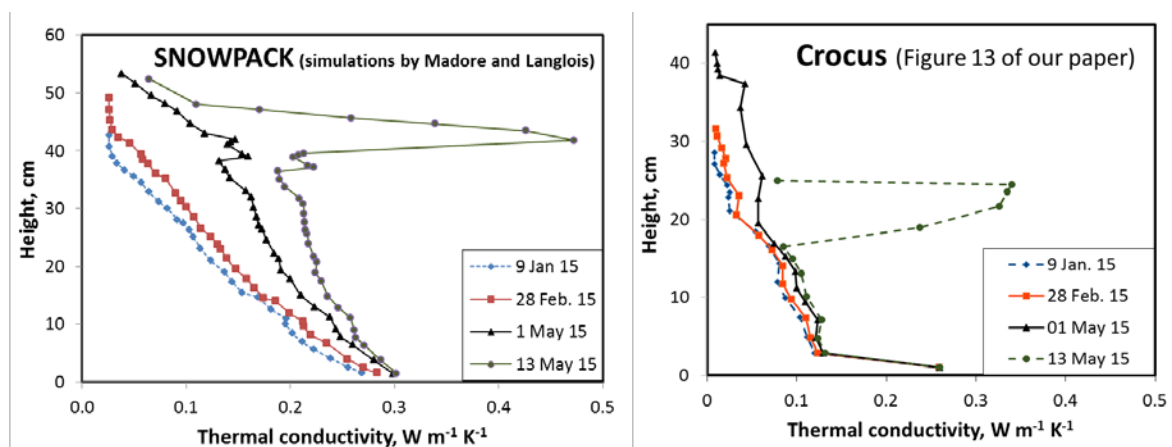 SNOWPACK (simulations by Madore and Langlois)
60
50
40
30
20
10
0
Height, cm
9 Jan 15
28 Feb. 15
1 May 15
13 May 15
0.0 0.1 0.2 0.3 0.4 0.5
Thermal conductivity, W m⁻¹ K⁻¹
Crocus (Figure 13 of our paper)
40
30
20
10
0
Height, cm
9 Jan. 15
28 Feb. 15
01 May 15
13 May 15
0 0.1 0.2 0.3 0.4 0.5
Thermal conductivity, W m⁻¹ K⁻¹